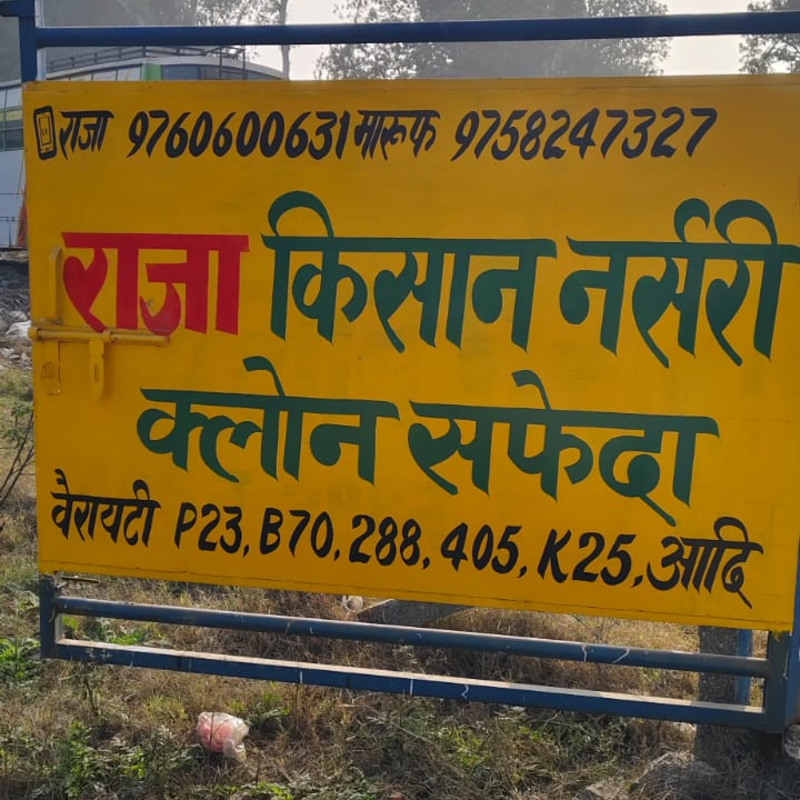 राजा 9760600631 मारूफ 9758247327
राजा किसान नर्सरी
क्लोन सफेदा
वैरायटी P23, B70, 288, 405, K25, आदि